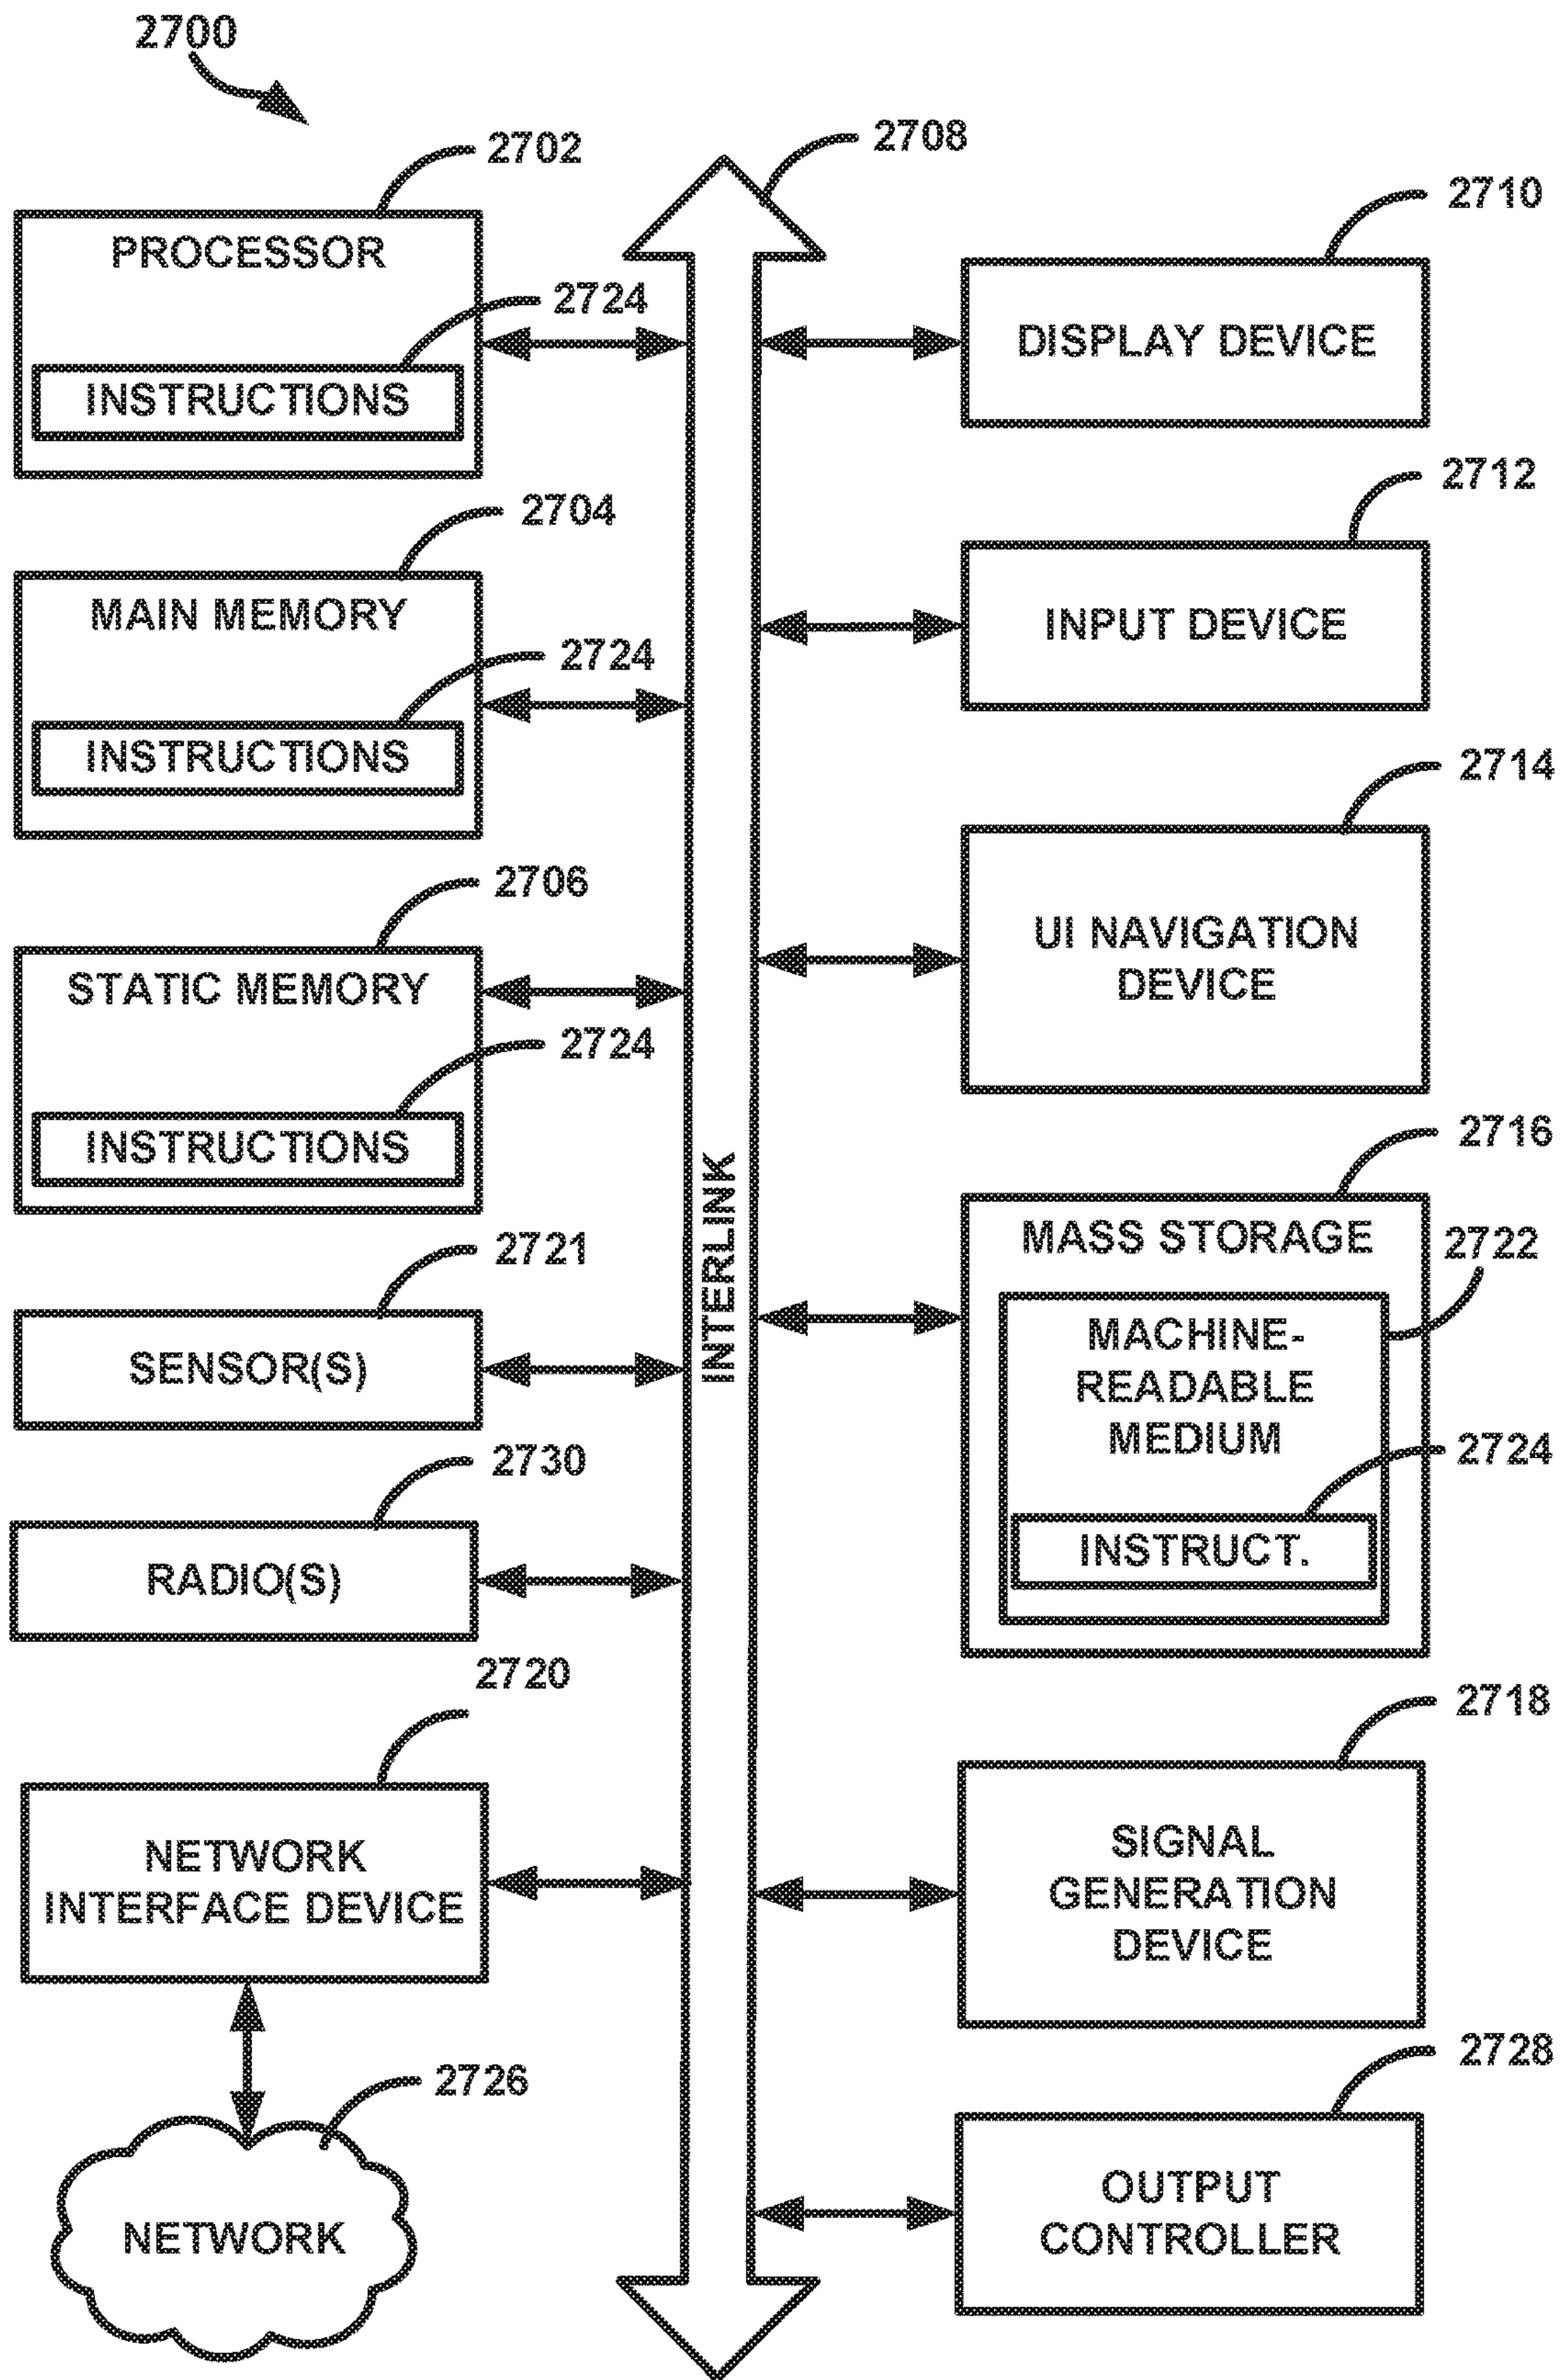 2700
2702
PROCESSOR
2724
INSTRUCTIONS
2704
MAIN MEMORY
2724
INSTRUCTIONS
2706
STATIC MEMORY
2724
INSTRUCTIONS
2721
SENSOR(S)
2730
RADIO(S)
2720
NETWORK
INTERFACE DEVICE
2726
NETWORK
2708
INTERLINK
2710
DISPLAY DEVICE
2712
INPUT DEVICE
2714
UI NAVIGATION
DEVICE
2716
MASS STORAGE
2722
MACHINE-
READABLE
MEDIUM
2724
INSTRUCT.
2718
SIGNAL
GENERATION
DEVICE
2728
OUTPUT
CONTROLLER